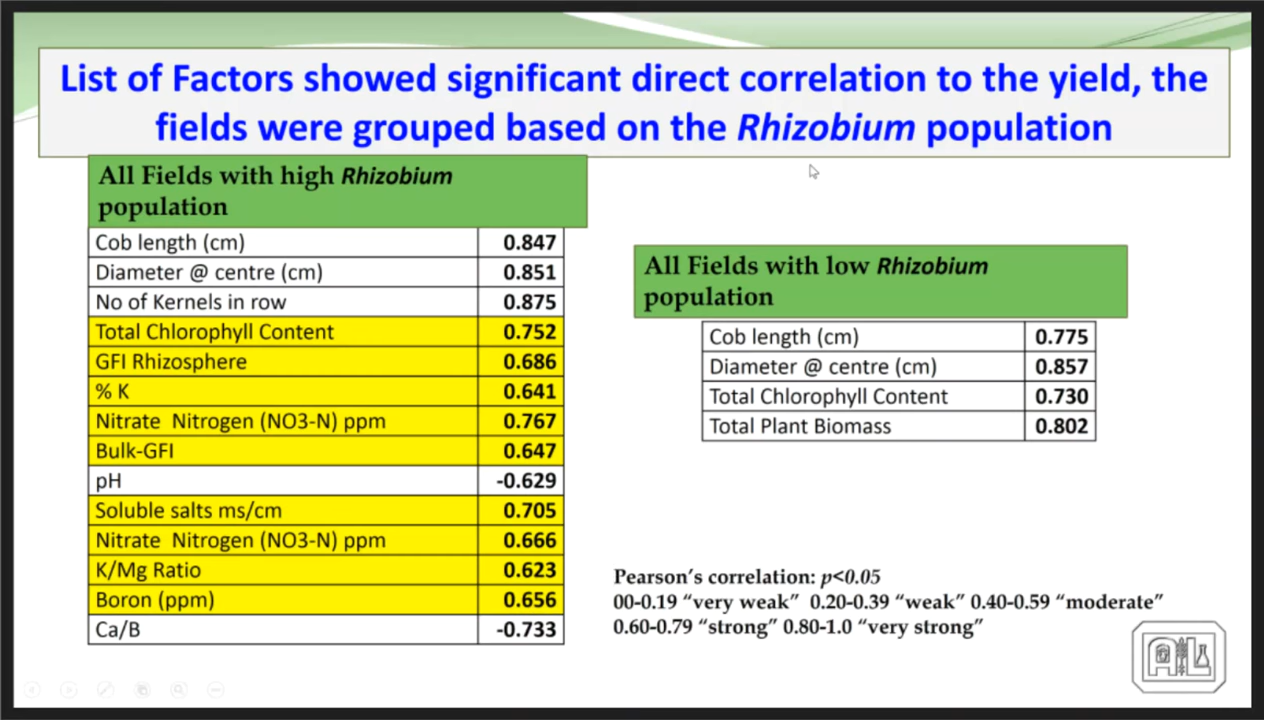 List of Factors showed significant direct correlation to the yield, the
fields were grouped based on the Rhizobium population
All Fields with high Rhizobium
population
Cob length (cm) 0.847
Diameter @ centre (cm) 0.851
No of Kernels in row 0.875
Total Chlorophyll Content 0.752
GFI Rhizosphere 0.686
% K 0.641
Nitrate Nitrogen (NO3-N) ppm 0.767
Bulk-GFI 0.647
pH -0.629
Soluble salts ms/cm 0.705
Nitrate Nitrogen (NO3-N) ppm 0.666
K/Mg Ratio 0.623
Boron (ppm) 0.656
Ca/B -0.733
All Fields with low Rhizobium
population
Cob length (cm) 0.775
Diameter @ centre (cm) 0.857
Total Chlorophyll Content 0.730
Total Plant Biomass 0.802
Pearson’s correlation: p<0.05
00-0.19 “very weak” 0.20-0.39 “weak” 0.40-0.59 “moderate”
0.60-0.79 “strong” 0.80-1.0 “very strong”